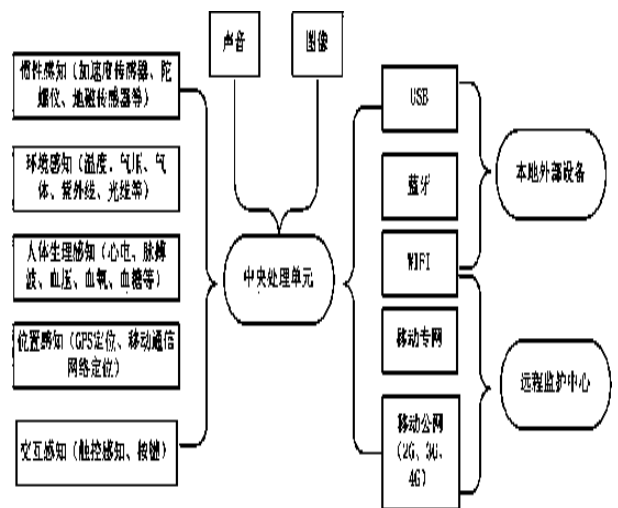 声音
图像
惯性感知（加速度传感器、陀
螺仪、地磁传感器等）
环境感知（温度、气压、气
体、紫外线、光线等）
人体生理感知（心电、脉搏
波、血压、血氧、血糖等）
位置感知（GPS定位、移动通信
网络定位）
交互感知（触控感知、按键）
中央处理单元
USB
蓝牙
WIFI
移动专网
移动公网
（2G、3G、
4G）
本地外部设备
远程监护中心